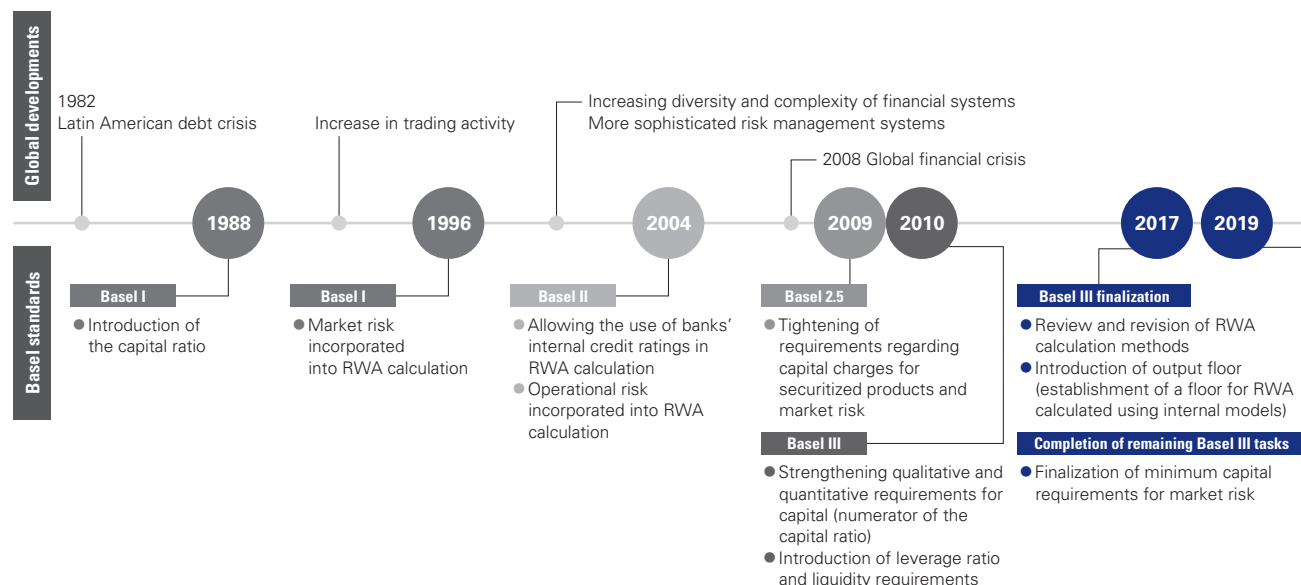 Global developments
1982
Latin American debt crisis
Increase in trading activity
Increasing diversity and complexity of financial systems
More sophisticated risk management systems
2008 Global financial crisis
1988
1996
2004
2009
2010
2017
2019
Basel standards
Basel I
● Introduction of
the capital ratio
Basel I
● Market risk
incorporated
into RWA calculation
Basel II
● Allowing the use of banks’
internal credit ratings in
RWA calculation
● Operational risk
incorporated into RWA
calculation
Basel 2.5
● Tightening of
requirements regarding
capital charges for
securitized products and
market risk
Basel III
● Strengthening qualitative and
quantitative requirements for
capital (numerator of the
capital ratio)
● Introduction of leverage ratio
and liquidity requirements
Basel III finalization
● Review and revision of RWA
calculation methods
● Introduction of output floor
(establishment of a floor for RWA
calculated using internal models)
Completion of remaining Basel III tasks
● Finalization of minimum capital
requirements for market risk